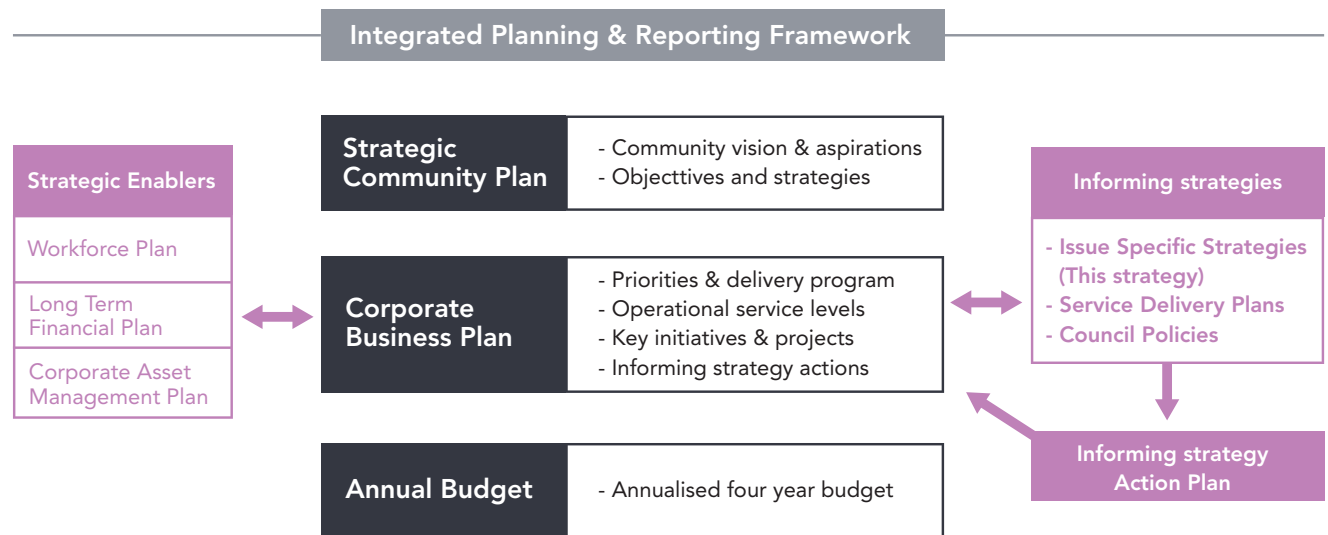 Integrated Planning & Reporting Framework
Strategic Enablers
Workforce Plan
Long Term
Financial Plan
Corporate Asset
Management Plan
Strategic
Community Plan
- Community vision & aspirations
- Objecttives and strategies
Corporate
Business Plan
- Priorities & delivery program
- Operational service levels
- Key initiatives & projects
- Informing strategy actions
Annual Budget
- Annualised four year budget
Informing strategies
- Issue Specific Strategies
(This strategy)
- Service Delivery Plans
- Council Policies
Informing strategy
Action Plan